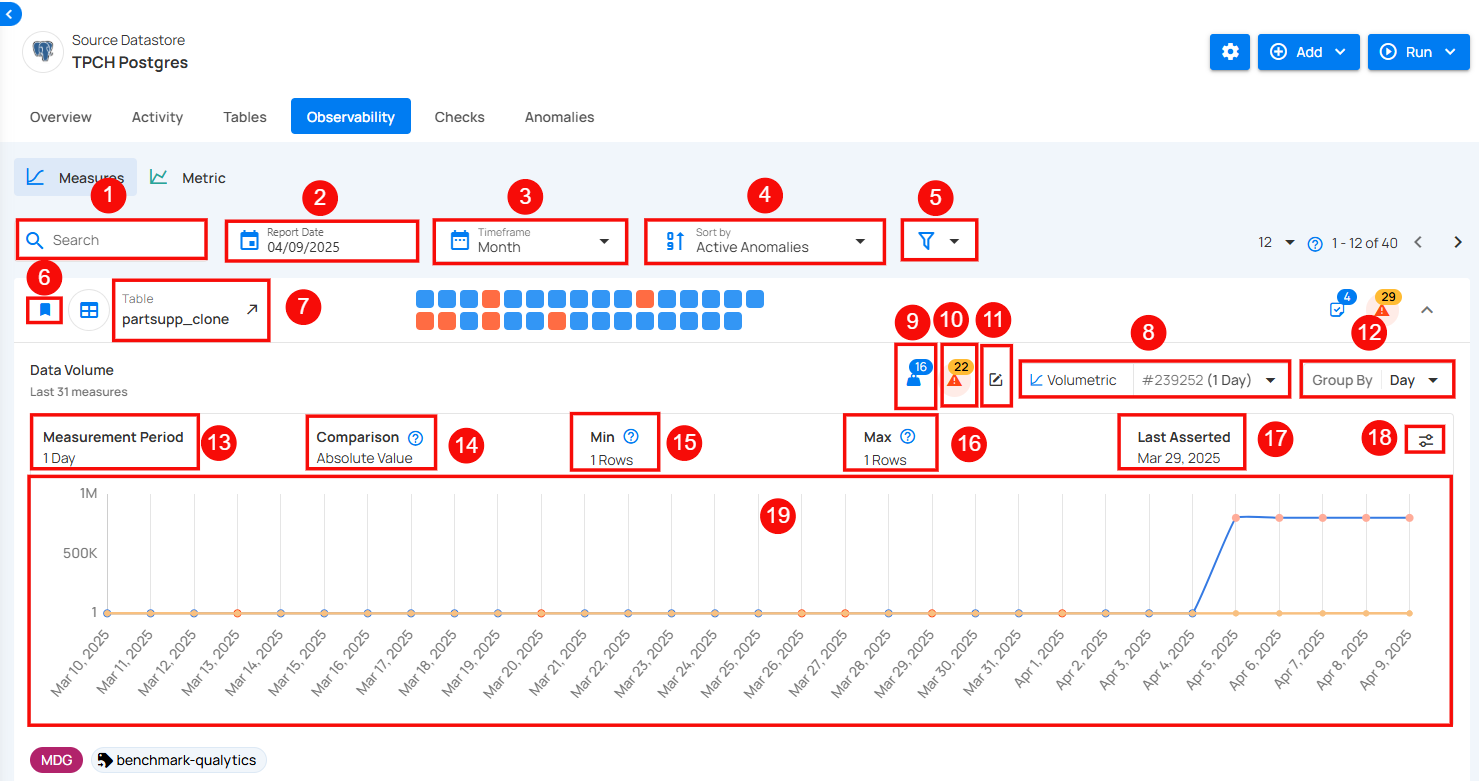 Source Datastore
TPCH Postgres
Add
Run
Overview
Activity
Tables
Observability
Checks
Anomalies
Measures
Metric
1
2
3
4
5
Search
Report Date
04/09/2025
Timeframe
Month
Sort by
Active Anomalies
12
1 - 12 of 40
6
Table
partsupp_clone
7
4
29
9
10
11
8
12
Data Volume
Last 31 measures
16
22
Volumetric
#239252 (1 Day)
Group By
Day
Measurement Period
1 Day
13
Comparison
Absolute Value
14
Min
1 Rows
15
Max
1 Rows
16
Last Asserted
Mar 29, 2025
17
18
19
1M
500K
1
Mar 10, 2025
Mar 11, 2025
Mar 12, 2025
Mar 13, 2025
Mar 14, 2025
Mar 15, 2025
Mar 16, 2025
Mar 17, 2025
Mar 18, 2025
Mar 19, 2025
Mar 20, 2025
Mar 21, 2025
Mar 22, 2025
Mar 23, 2025
Mar 24, 2025
Mar 25, 2025
Mar 26, 2025
Mar 27, 2025
Mar 28, 2025
Mar 29, 2025
Mar 30, 2025
Mar 31, 2025
Apr 1, 2025
Apr 2, 2025
Apr 3, 2025
Apr 4, 2025
Apr 5, 2025
Apr 6, 2025
Apr 7, 2025
Apr 8, 2025
Apr 9, 2025
MDG
benchmark-qualytics